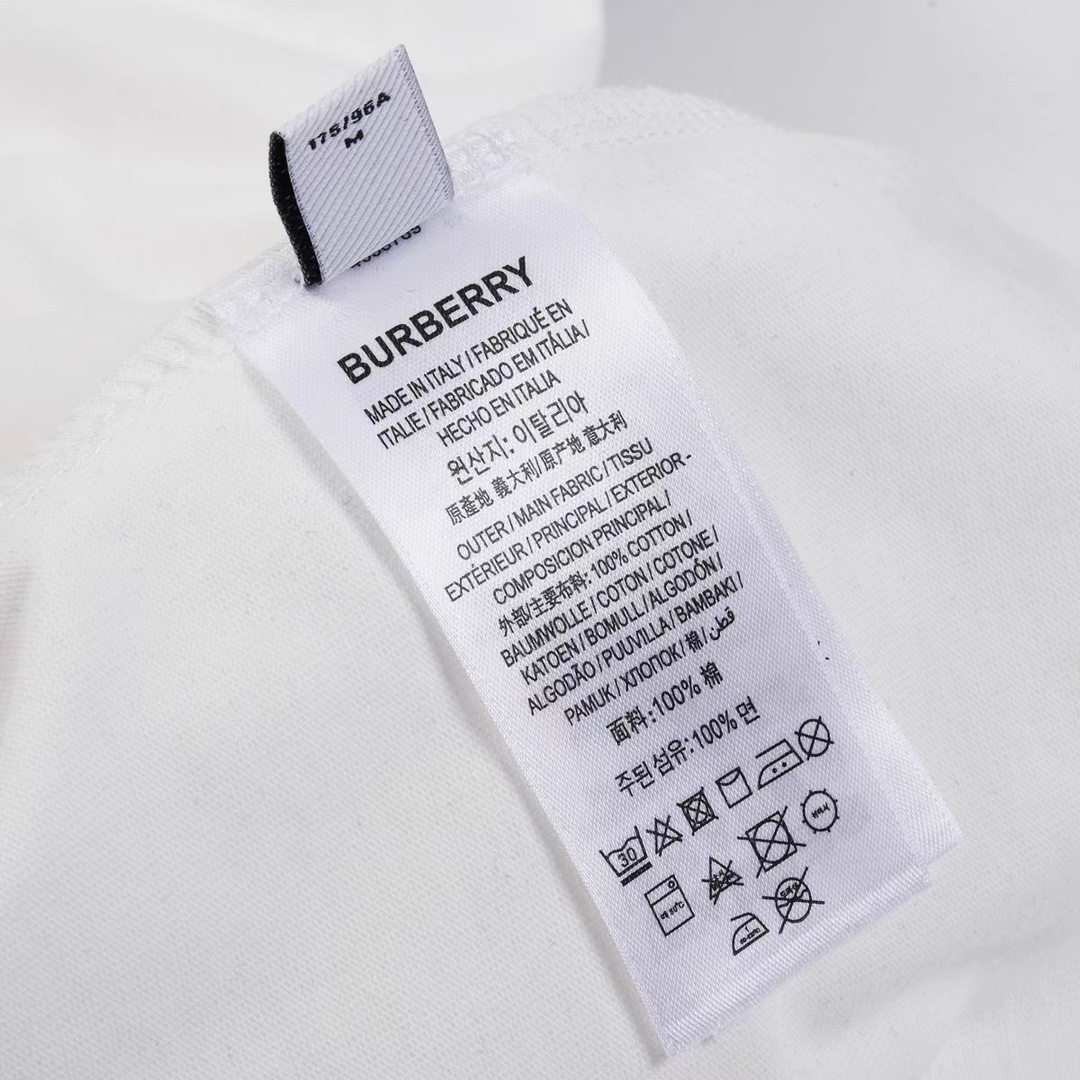 175/96A
M
BURBERRY
MADE IN ITALY / FABRIQUÉ EN
ITALIE / FABRICADO EM ITÁLIA /
HECHO EN ITALIA
원산지: 이탈리아
原產地 義大利/原产地 意大利
OUTER / MAIN FABRIC / TISSU
EXTÉRIEUR / PRINCIPAL / EXTERIOR -
COMPOSICION PRINCIPAL /
外部/主要布料: 100% COTTON /
BAUMWOLLE / COTON / COTONE /
KATOEN / BOMULL / ALGODÓN /
ALGODÃO / PUUVILLA / BAMBAKI /
PAMUK / ХЛОПОК / 棉 / قطن
面料: 100% 棉
주된 섬유: 100% 면
30